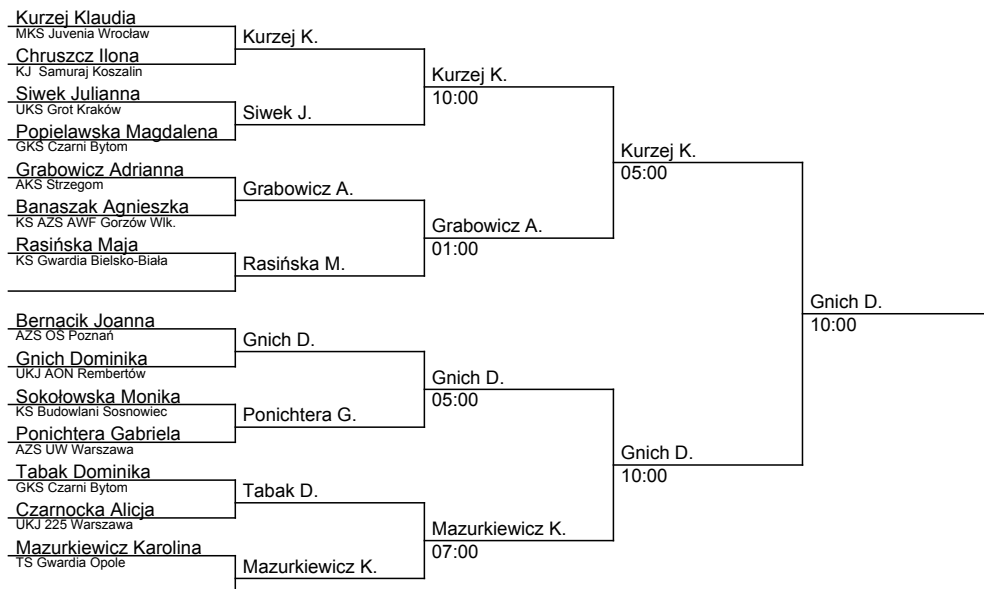 Kurzej Klaudia
MKS Juvenia Wrocław
Chruszcz Ilona
KJ Samuraj Koszalin
Siwek Julianna
UKS Grot Kraków
Popielawska Magdalena
GKS Czarni Bytom
Grabowicz Adrianna
AKS Strzegom
Banaszak Agnieszka
KS AZS AWF Gorzów Wlk.
Rasińska Maja
KS Gwardia Bielsko-Biała
Bernacik Joanna
AZS OŚ Poznań
Gnich Dominika
UKJ AON Rembertów
Sokołowska Monika
KS Budowlani Sosnowiec
Ponichtera Gabriela
AZS UW Warszawa
Tabak Dominika
GKS Czarni Bytom
Czarnocka Alicja
UKJ 225 Warszawa
Mazurkiewicz Karolina
TS Gwardia Opole
Kurzej K.
Siwek J.
Grabowicz A.
Rasińska M.
Gnich D.
Ponichtera G.
Tabak D.
Mazurkiewicz K.
Kurzej K.
10:00
Grabowicz A.
01:00
Gnich D.
05:00
Mazurkiewicz K.
07:00
Kurzej K.
05:00
Gnich D.
10:00
Gnich D.
10:00